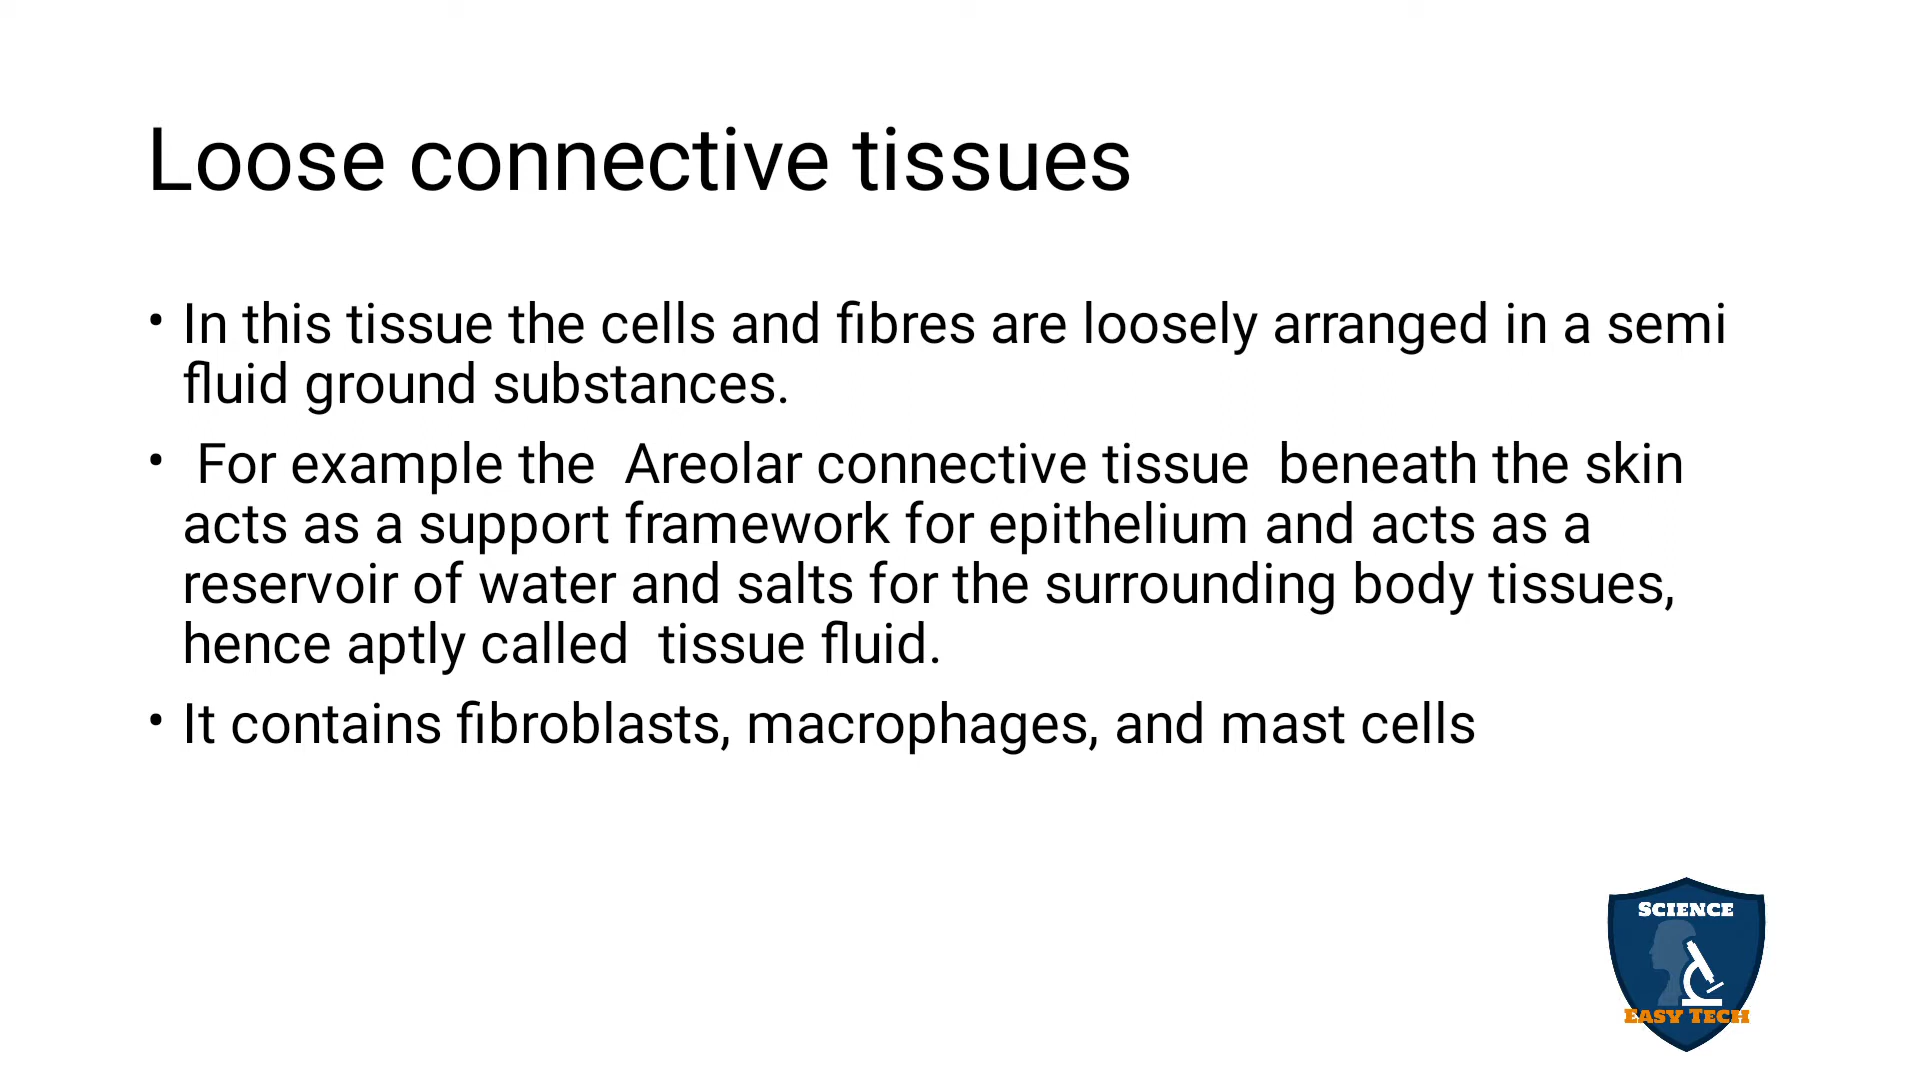 Loose connective tissues
• In this tissue the cells and fibres are loosely arranged in a semi
fluid ground substances.
• For example the  Areolar connective tissue  beneath the skin
acts as a support framework for epithelium and acts as a
reservoir of water and salts for the surrounding body tissues,
hence aptly called  tissue fluid.
• It contains fibroblasts, macrophages, and mast cells
SCIENCE
EASY TECH